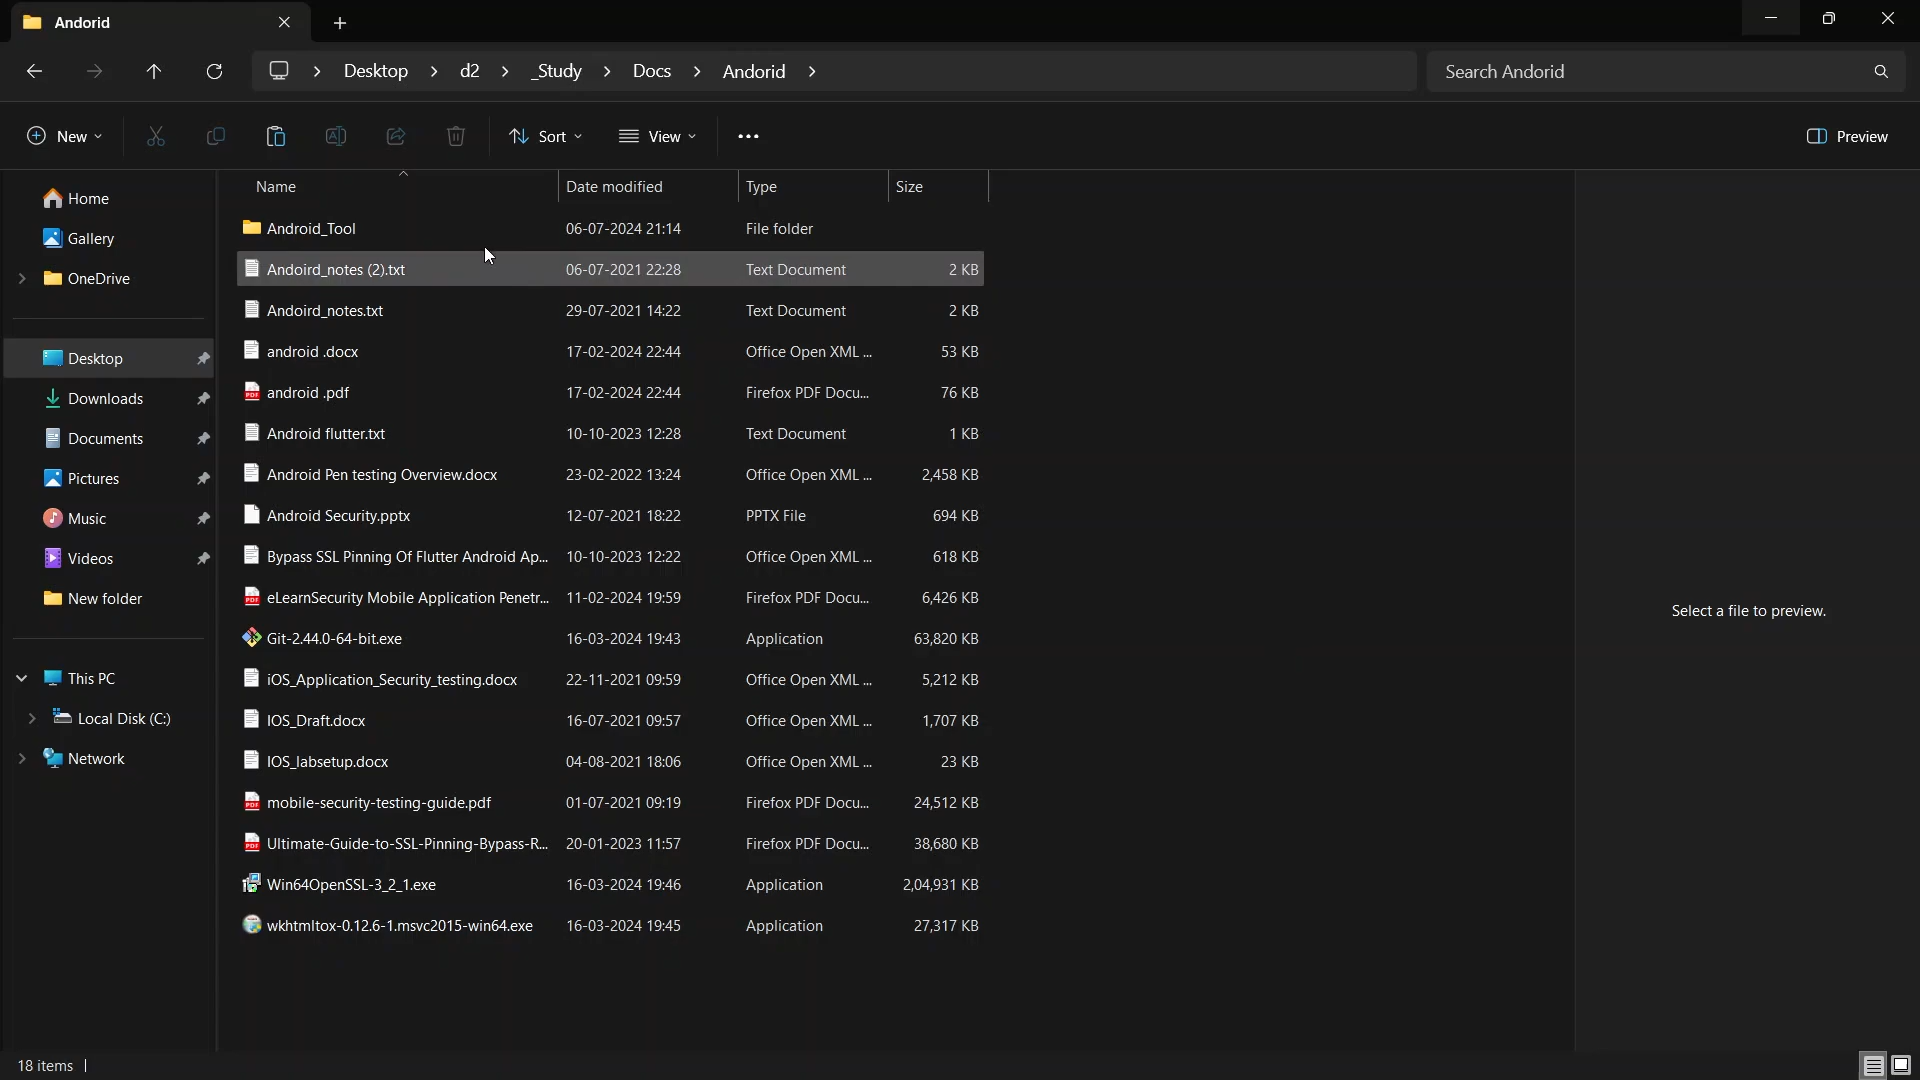 Andorid
Desktop d2 _Study Docs Andorid Search Andorid
New Sort View Preview
Home
Gallery
OneDrive
Desktop
Downloads
Documents
Pictures
Music
Videos
New folder
This PC
Local Disk (C:)
Network
Name Date modified Type Size
Android_Tool 06-07-2024 21:14 File folder
Andoird_notes (2).txt 06-07-2021 22:28 Text Document 2 KB
Andoird_notes.txt 29-07-2021 14:22 Text Document 2 KB
android .docx 17-02-2024 22:44 Office Open XML ... 53 KB
android .pdf 17-02-2024 22:44 Firefox PDF Docu... 76 KB
Android flutter.txt 10-10-2023 12:28 Text Document 1 KB
Android Pen testing Overview.docx 23-02-2022 13:24 Office Open XML ... 2,458 KB
Android Security.pptx 12-07-2021 18:22 PPTX File 694 KB
Bypass SSL Pinning Of Flutter Android Ap... 10-10-2023 12:22 Office Open XML ... 618 KB
eLearnSecurity Mobile Application Penetr... 11-02-2024 19:59 Firefox PDF Docu... 6,426 KB
Git-2.44.0-64-bit.exe 16-03-2024 19:43 Application 63,820 KB
iOS_Application_Security_testing.docx 22-11-2021 09:59 Office Open XML ... 5,212 KB
IOS_Draft.docx 16-07-2021 09:57 Office Open XML ... 1,707 KB
IOS_labsetup.docx 04-08-2021 18:06 Office Open XML ... 23 KB
mobile-security-testing-guide.pdf 01-07-2021 09:19 Firefox PDF Docu... 24,512 KB
Ultimate-Guide-to-SSL-Pinning-Bypass-R... 20-01-2023 11:57 Firefox PDF Docu... 38,680 KB
Win64OpenSSL-3_2_1.exe 16-03-2024 19:46 Application 2,04,931 KB
wkhtmltox-0.12.6-1.msvc2015-win64.exe 16-03-2024 19:45 Application 27,317 KB
Select a file to preview.
18 items